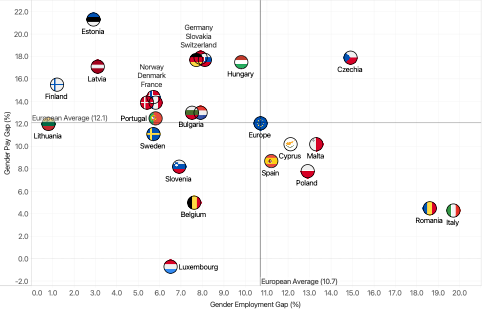 22.0
20.0
18.0
16.0
14.0
12.0
10.0
8.0
6.0
4.0
2.0
0.0
-2.0
Gender Pay Gap (%)
Estonia
Germany
Slovakia
Switzerland
Latvia
Hungary
Czechia
Finland
Norway
Denmark
France
European Average (12.1)
Lithuania
Portugal
Bulgaria
Sweden
Europe
Cyprus
Malta
Spain
Poland
Slovenia
Belgium
Romania
Italy
Luxembourg
European Average (10.7)
0.0 1.0 2.0 3.0 4.0 5.0 6.0 7.0 8.0 9.0 10.0 11.0 12.0 13.0 14.0 15.0 16.0 17.0 18.0 19.0 20.0
Gender Employment Gap (%)